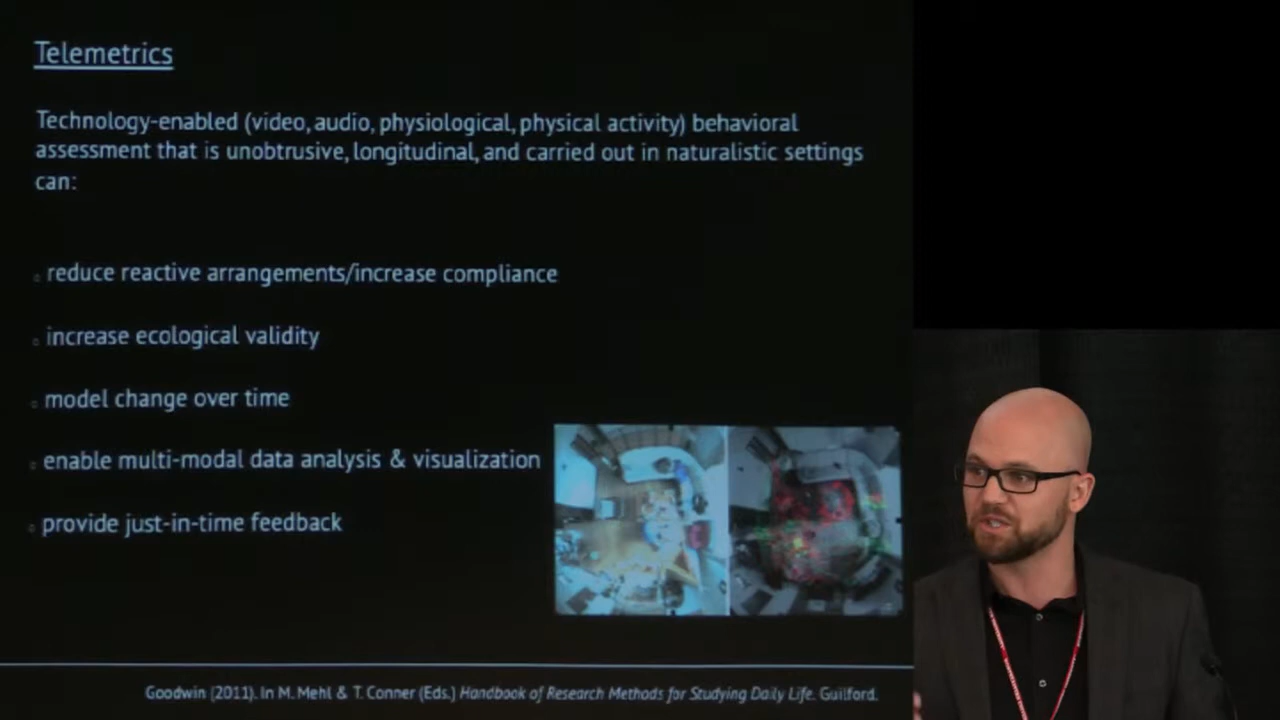 Telemetrics
Technology-enabled (video, audio, physiological, physical activity) behavioral
assessment that is unobtrusive, longitudinal, and carried out in naturalistic settings
can:
reduce reactive arrangements/increase compliance
increase ecological validity
model change over time
enable multi-modal data analysis & visualization
provide just-in-time feedback
Goodwin (2011). In M. Mehl & T. Conner (Eds.) Handbook of Research Methods for Studying Daily Life. Guilford.